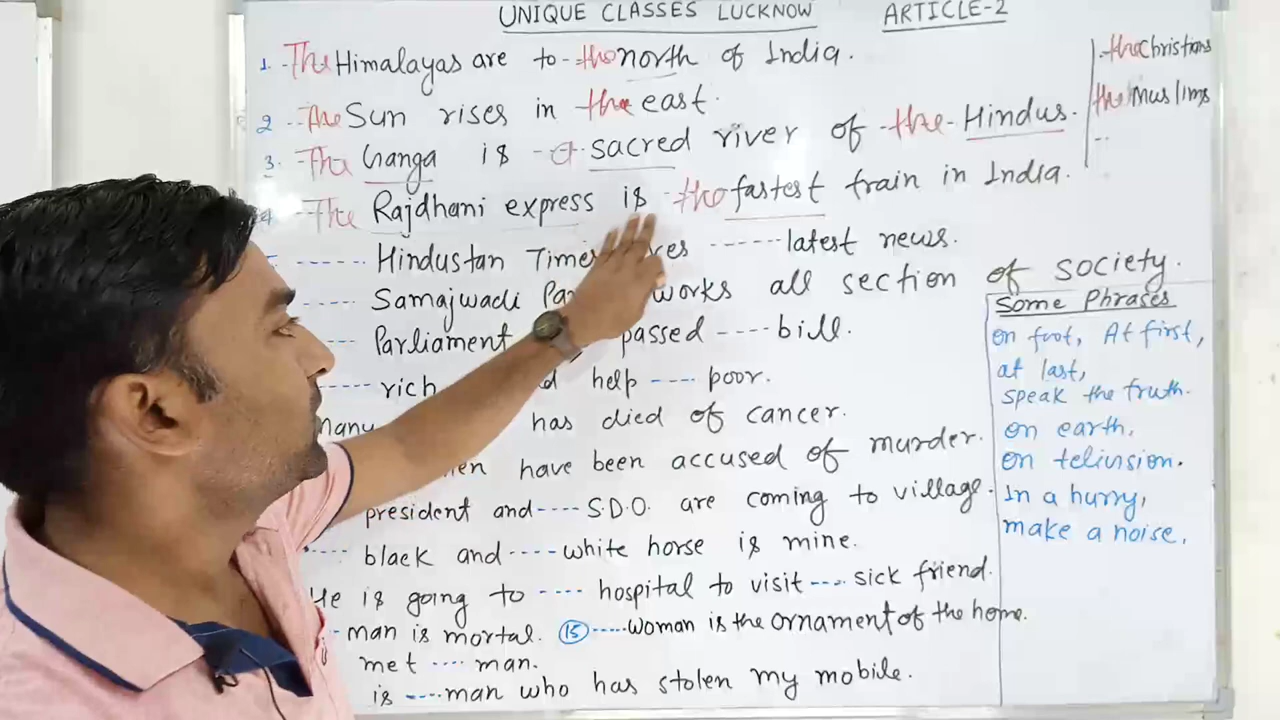 UNIQUE CLASSES LUCKNOW ARTICLE-2
1. The Himalayas are to the north of India.
2 The Sun rises in the east.
3. The Ganga is a sacred river of the Hindus.
4 The Rajdhani express is the fastest train in India.
------ Hindustan Times ------ latest news.
---- Samajwadi works all section of society.
--- Parliament passed ---- bill.
----- rich help ---- poor.
many has died of cancer.
have been accused of murder.
president and ---- S.D.O. are coming to village.
---- black and ---- white horse is mine.
He is going to ---- hospital to visit ---- sick friend.
- man is mortal. 15 ----- woman is the ornament of the home.
met ---- man.
is ---- man who has stolen my mobile.
the Christians
the Muslims
Some Phrases
on foot, At first,
at last,
speak the truth.
on earth,
on telivsion.
In a hurry,
make a noise,